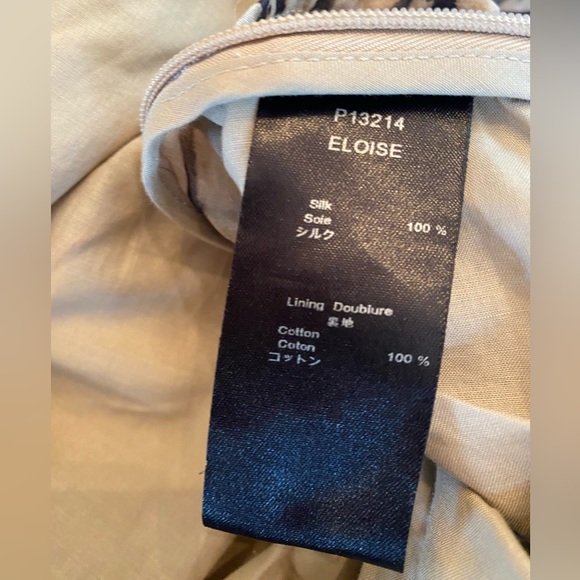 P13214
ELOISE
Silk
Soie
シルク 100 %
Lining Doublure
裏地
Cotton
Coton
コットン 100 %